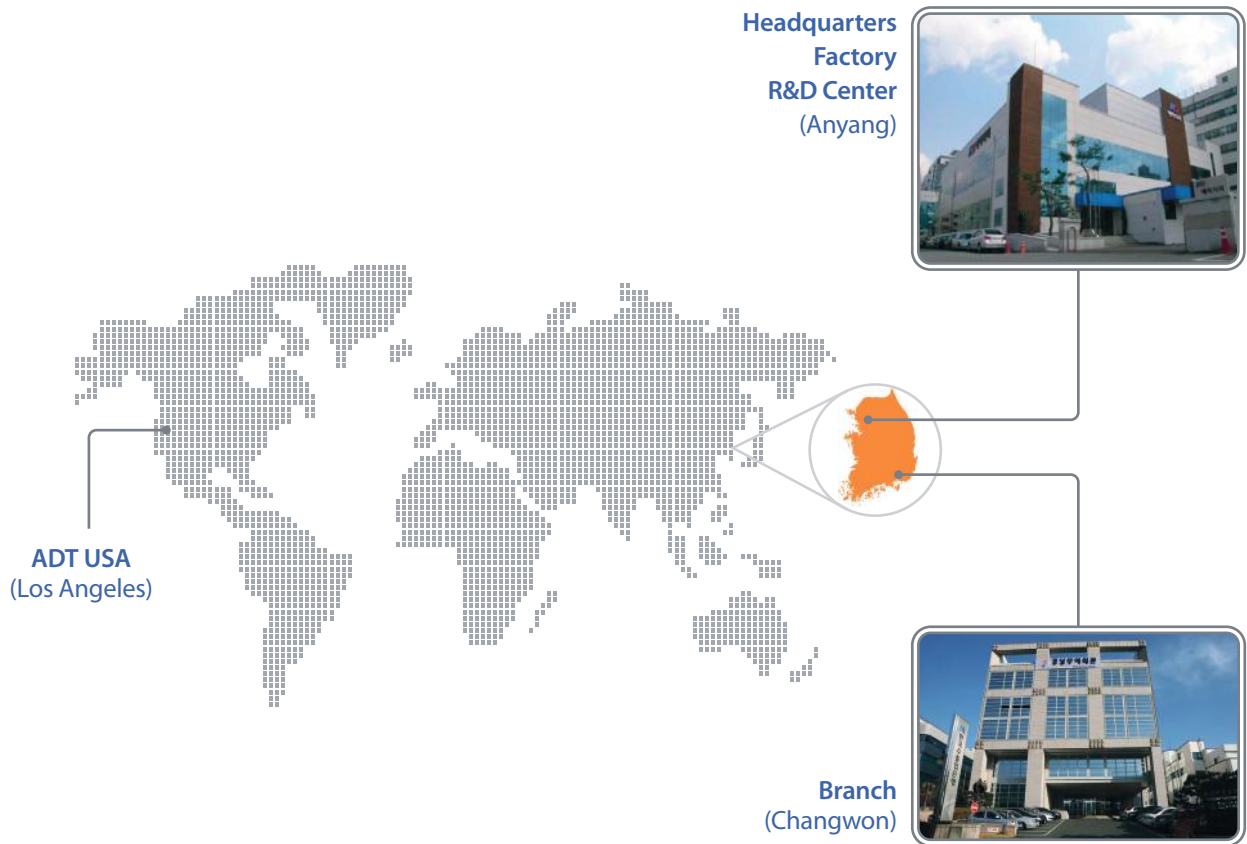 Headquarters
Factory
R&D Center
(Anyang)
ADT USA
(Los Angeles)
Branch
(Changwon)